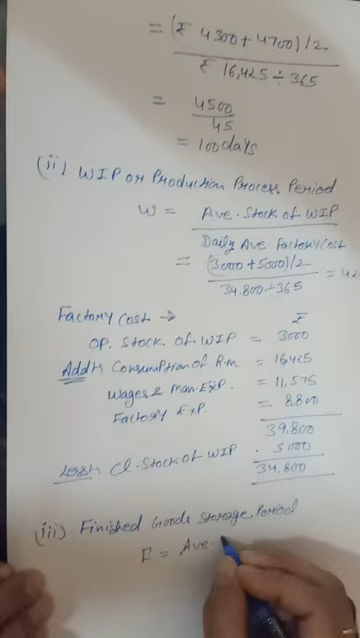 = (₹ 4300 + 4700) / 2
₹ 16,425 ÷ 365
= 4500
45
= 100 days
(ii) WIP or Production Process Period
W = Ave. Stock of WIP
Daily Ave. Factory Cost
= (3000 + 5000) / 2
34,800 ÷ 365 = 42
Factory Cost → ₹
OP. Stock of WIP = 3000
Add: Consumption of R.M = 16425
Wages & Man. Exp. = 11,575
Factory Exp. = 8,800
39,800
Less: Cl. Stock of WIP . 5000
34,800
(iii) Finished Goods Storage Period
F = Ave